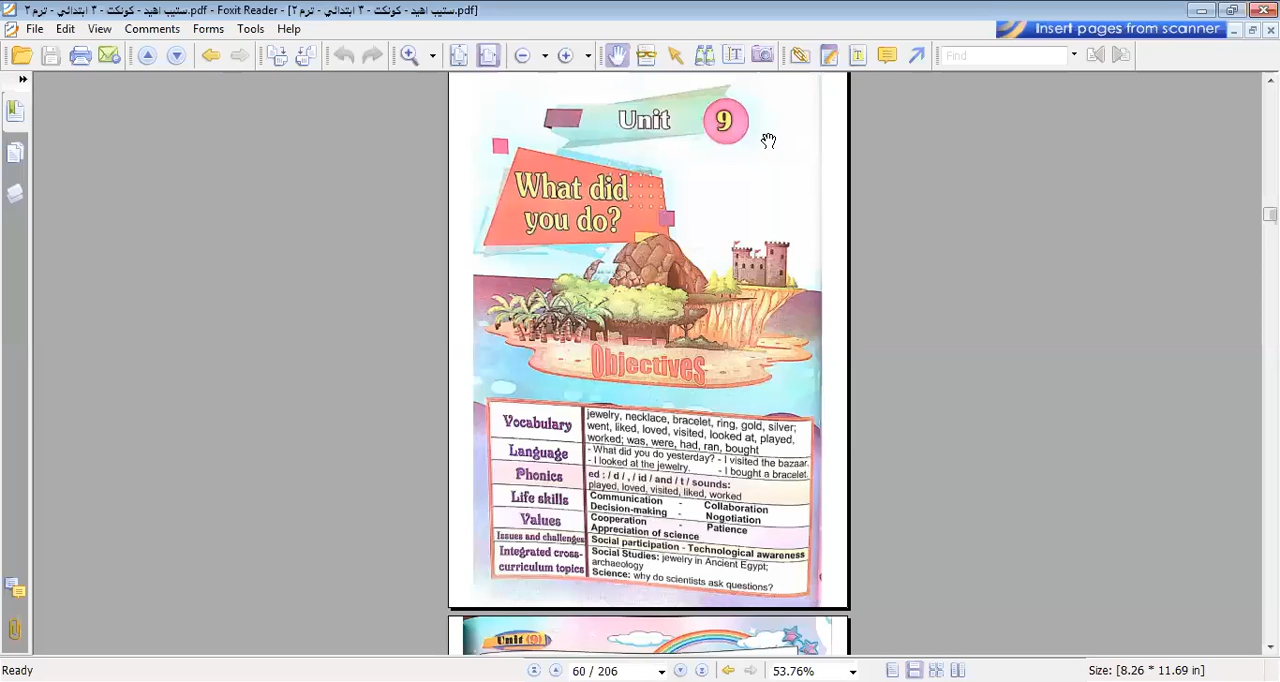 ستيب اهيد - كونكت - ٣ ابتدائي - ترم ٢.pdf - Foxit Reader - [ستيب اهيد - كونكت - ٣ ابتدائي - ترم ٢.pdf]
File Edit View Comments Forms Tools Help
Insert pages from scanner
Find
Unit 9
What did
you do?
Objectives
Vocabulary
jewelry, necklace, bracelet, ring, gold, silver;
went, liked, loved, visited, looked at, played,
worked; was, were, had, ran, bought
Language
- What did you do yesterday? - I visited the bazaar.
- I looked at the jewelry. - I bought a bracelet.
Phonics
ed : / d / , / id / and / t / sounds:
played, loved, visited, liked, worked
Life skills
Communication - Collaboration
Decision-making - Nogotiation
Values
Cooperation - Patience
Appreciation of science
Issues and challenges
Social participation - Technological awareness
Integrated cross-
curriculum topics
Social Studies: jewelry in Ancient Egypt;
archaeology
Science: why do scientists ask questions?
Unit (9)
Ready
60 / 206
53.76%
Size: [8.26 * 11.69 in]